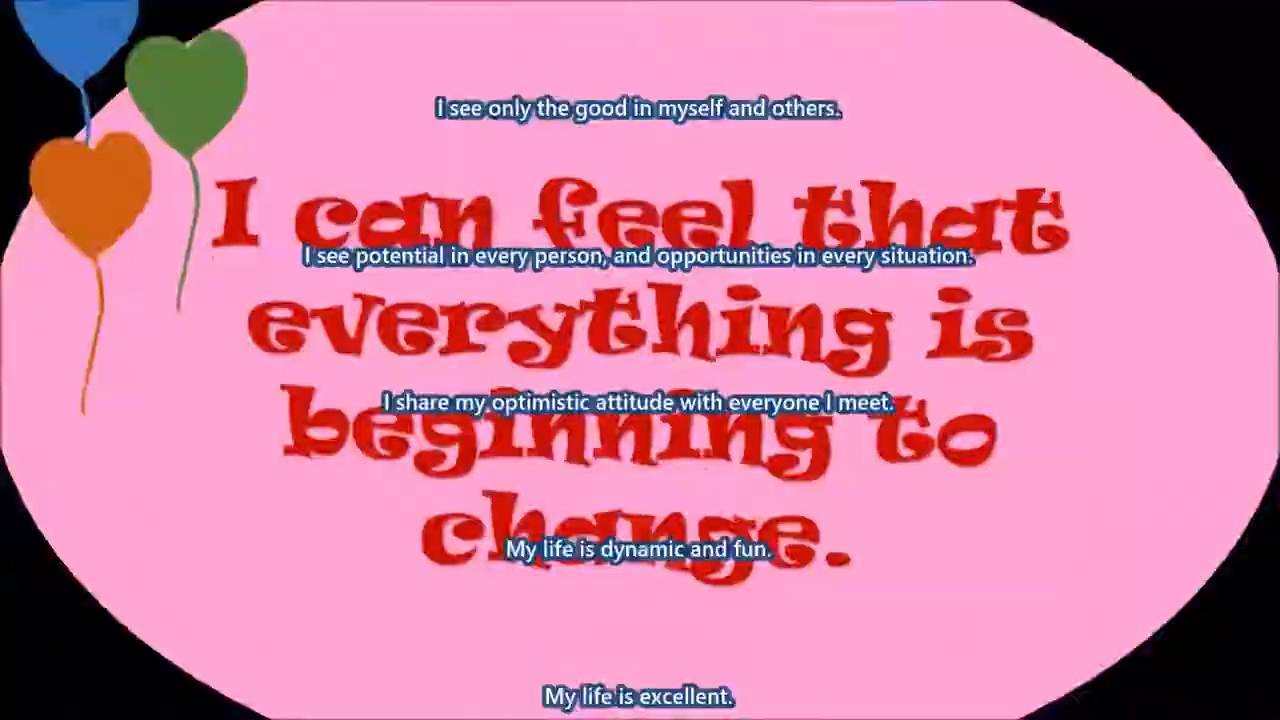 I see only the good in myself and others.
I can feel that
I see potential in every person, and opportunities in every situation.
everything is
I share my optimistic attitude with everyone I meet.
beginning to
change.
My life is dynamic and fun.
My life is excellent.